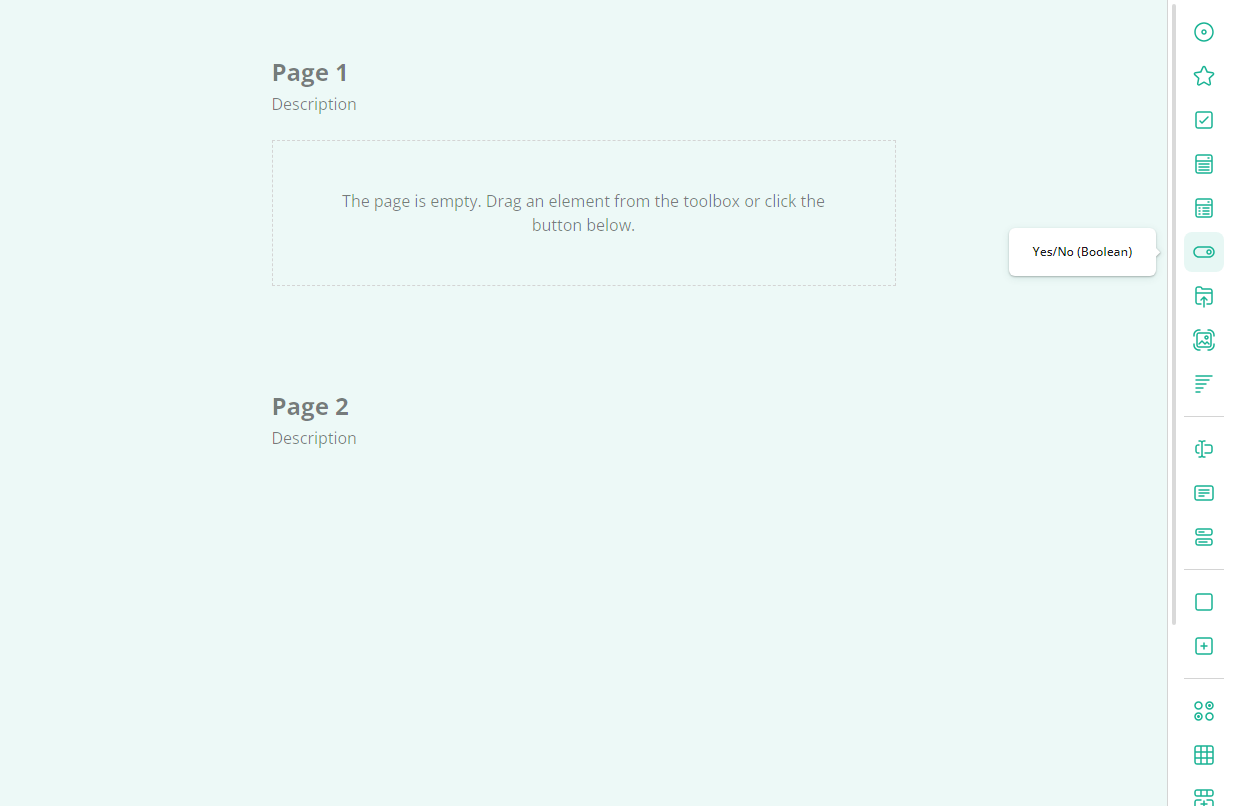 Page 1
Description
The page is empty. Drag an element from the toolbox or click the
button below.
Yes/No (Boolean)
Page 2
Description